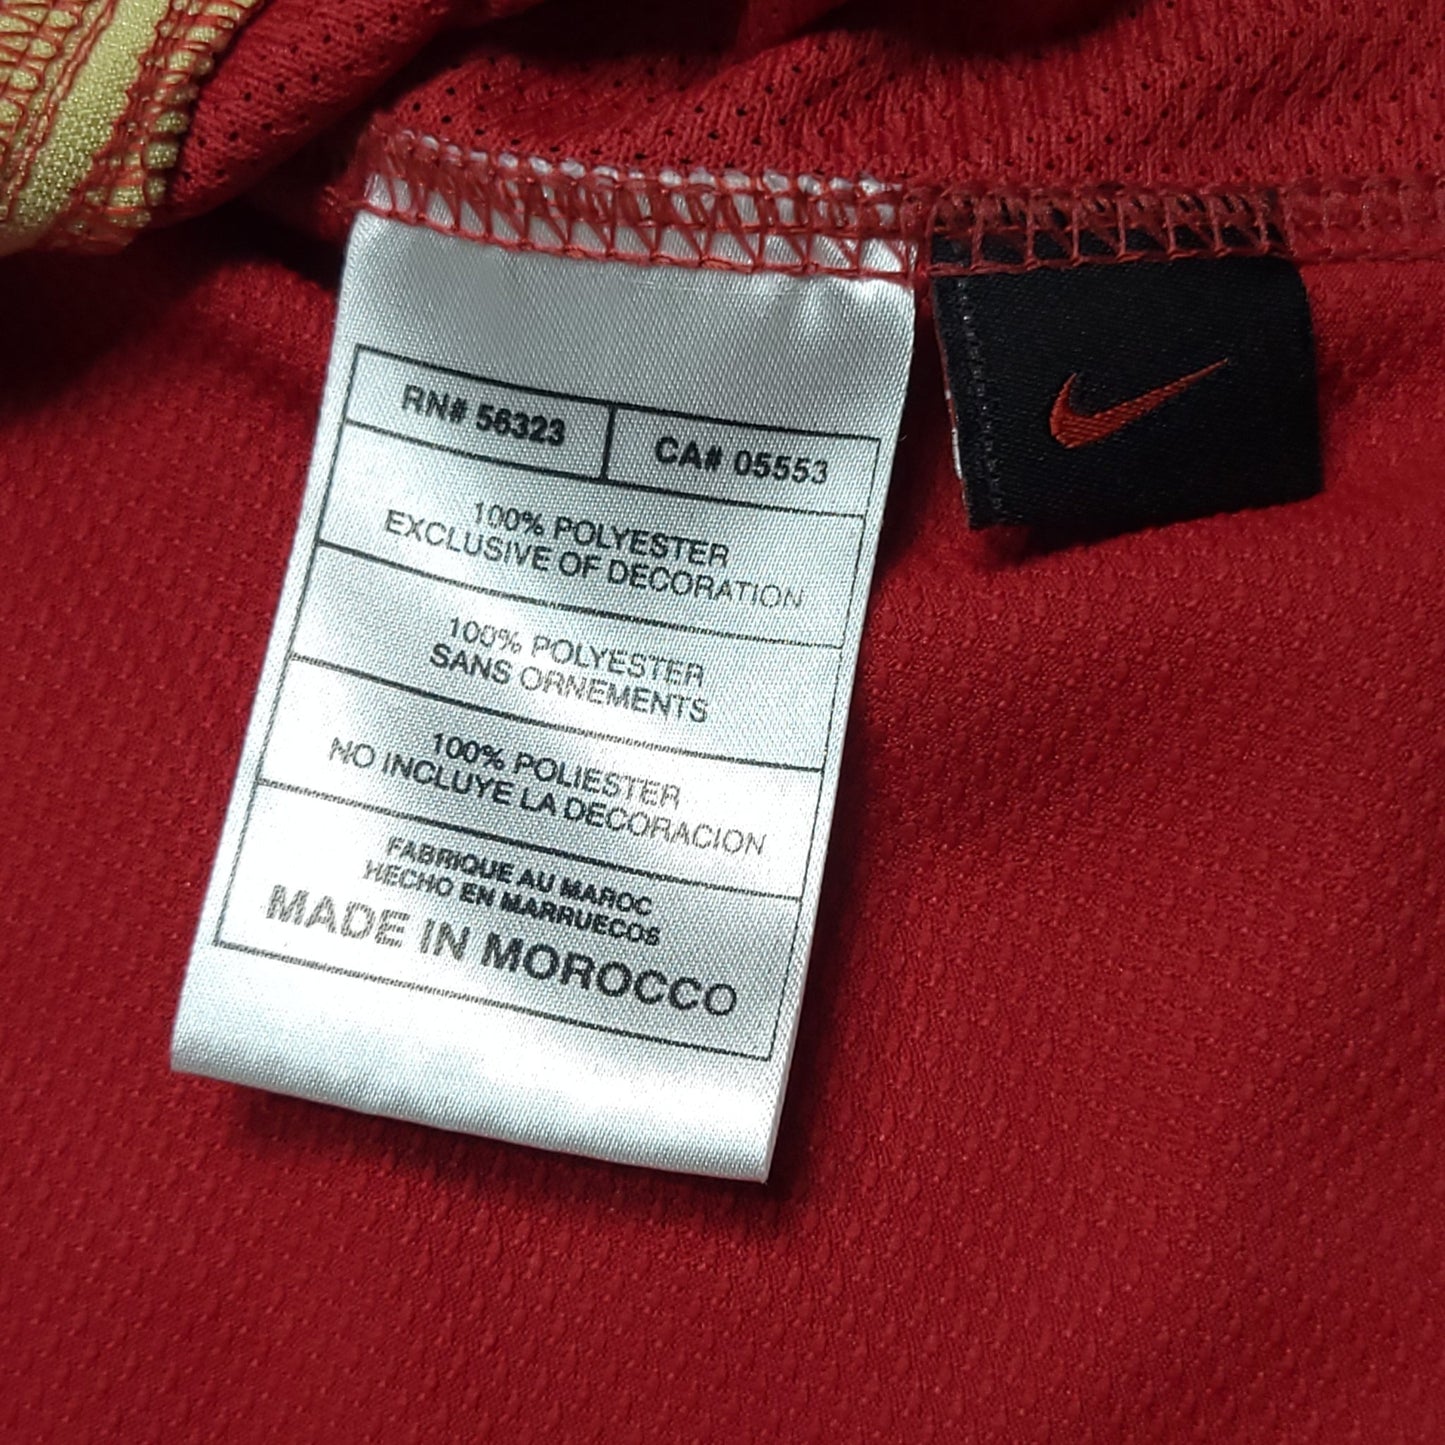 RN# 56323
CA# 05553
100% POLYESTER
EXCLUSIVE OF DECORATION
100% POLYESTER
SANS ORNEMENTS
100% POLIESTER
NO INCLUYE LA DECORACION
FABRIQUE AU MAROC
HECHO EN MARRUECOS
MADE IN MOROCCO